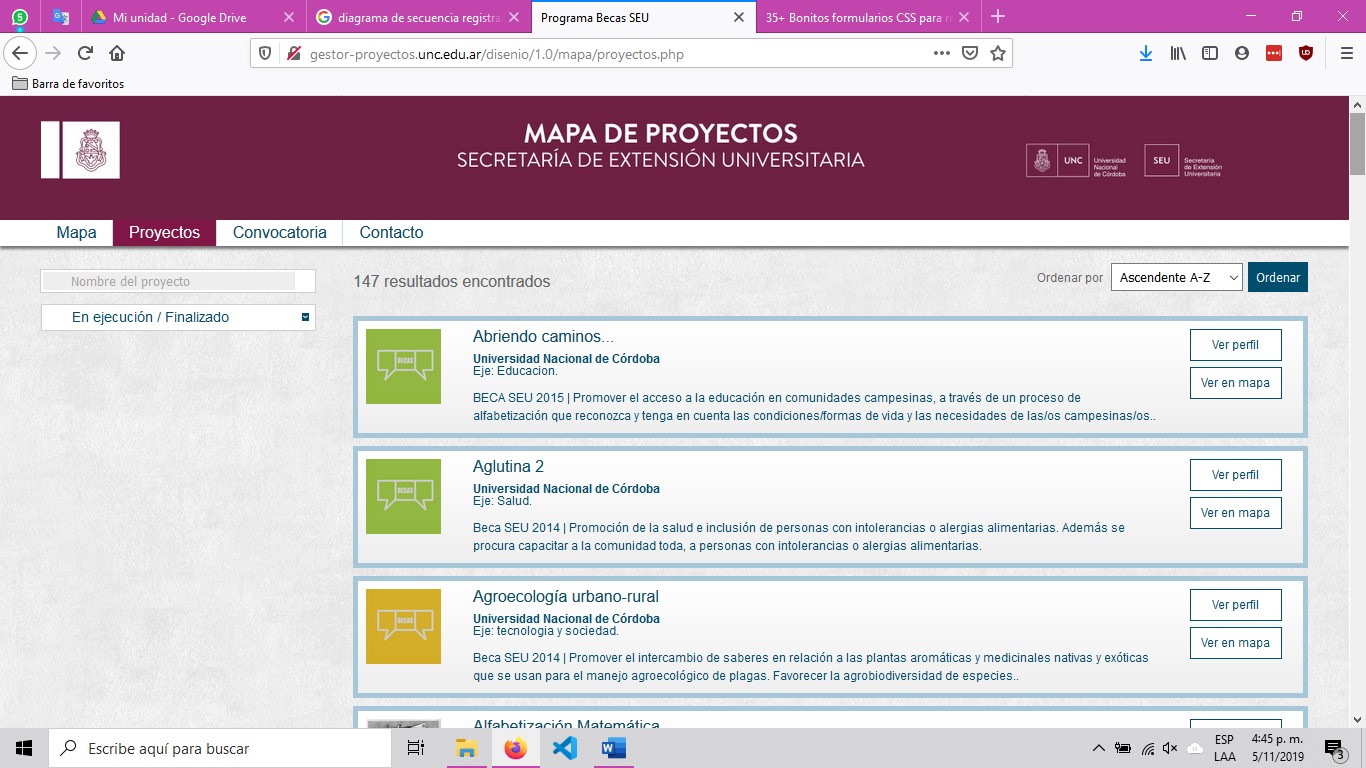 5
Mi unidad - Google Drive
diagrama de secuencia registra
Programa Becas SEU
35+ Bonitos formularios CSS para r
gestor-proyectos.unc.edu.ar/disenio/1.0/mapa/proyectos.php
Barra de favoritos
MAPA DE PROYECTOS
SECRETARÍA DE EXTENSIÓN UNIVERSITARIA
UNC
Universidad
Nacional
de Córdoba
SEU
Secretaría
de Extensión
Universitaria
Mapa
Proyectos
Convocatoria
Contacto
Nombre del proyecto
En ejecución / Finalizado
147 resultados encontrados
Ordenar por
Ascendente A-Z
Ordenar
BECAS
Abriendo caminos...
Universidad Nacional de Córdoba
Eje: Educacion.
BECA SEU 2015 | Promover el acceso a la educación en comunidades campesinas, a través de un proceso de
alfabetización que reconozca y tenga en cuenta las condiciones/formas de vida y las necesidades de las/os campesinas/os..
Ver perfil
Ver en mapa
BECAS
Aglutina 2
Universidad Nacional de Córdoba
Eje: Salud.
Beca SEU 2014 | Promoción de la salud e inclusión de personas con intolerancias o alergias alimentarias. Además se
procura capacitar a la comunidad toda, a personas con intolerancias o alergias alimentarias.
Ver perfil
Ver en mapa
BECAS
Agroecología urbano-rural
Universidad Nacional de Córdoba
Eje: tecnologia y sociedad.
Beca SEU 2014 | Promover el intercambio de saberes en relación a las plantas aromáticas y medicinales nativas y exóticas
que se usan para el manejo agroecológico de plagas. Favorecer la agrobiodiversidad de especies..
Ver perfil
Ver en mapa
Alfabetización Matemática
Escribe aquí para buscar
ESP
LAA
4:45 p. m.
5/11/2019
3